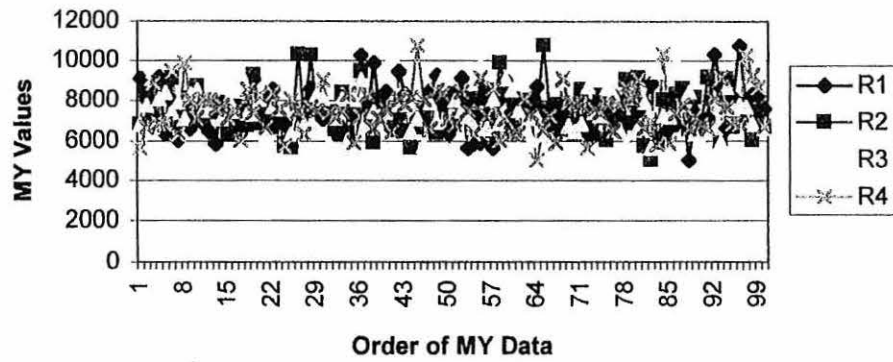 12000
10000
8000
6000
4000
2000
0
MY Values
1 8 15 22 29 36 43 50 57 64 71 78 85 92 99
Order of MY Data
R1
R2
R3
R4